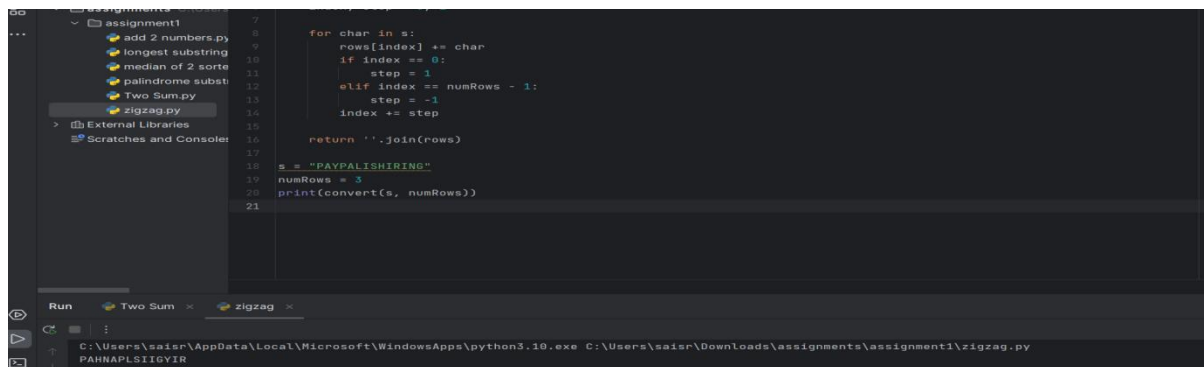 assignment1
add 2 numbers.py
longest substring
median of 2 sorte
palindrome substr
Two Sum.py
zigzag.py
External Libraries
Scratches and Consoles
7
8 for char in s:
9 rows[index] += char
10 if index == 0:
11 step = 1
12 elif index == numRows - 1:
13 step = -1
14 index += step
15
16 return ''.join(rows)
17
18 s = "PAYPALISHIRING"
19 numRows = 3
20 print(convert(s, numRows))
21
Run Two Sum × zigzag ×
C:\Users\saisr\AppData\Local\Microsoft\WindowsApps\python3.10.exe C:\Users\saisr\Downloads\assignments\assignment1\zigzag.py
PAHNAPLSIIGYIR